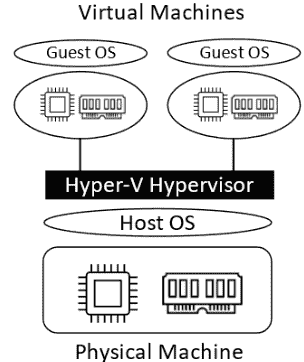 Virtual Machines
Guest OS Guest OS
Hyper-V Hypervisor
Host OS
Physical Machine